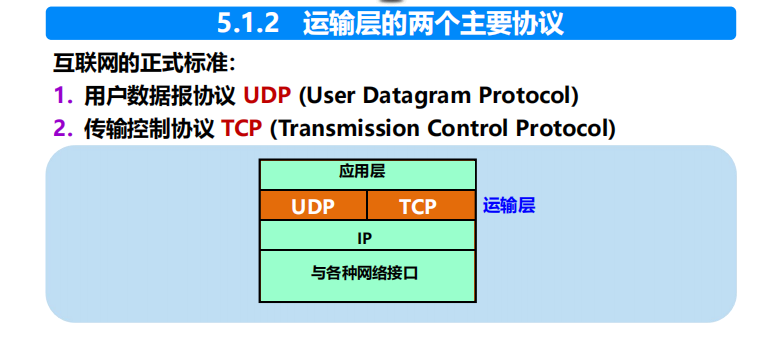 5.1.2 运输层的两个主要协议
互联网的正式标准：
1. 用户数据报协议 UDP (User Datagram Protocol)
2. 传输控制协议 TCP (Transmission Control Protocol)
应用层
UDP TCP 运输层
IP
与各种网络接口